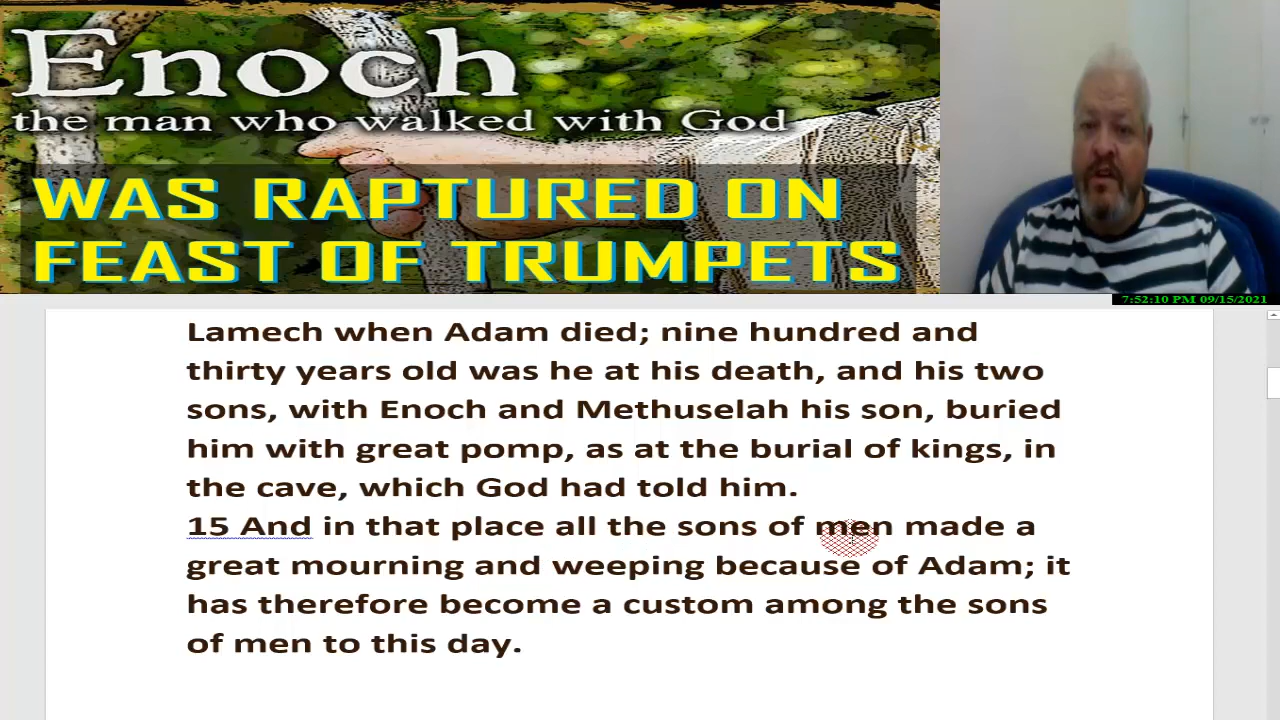 Enoch
the man who walked with God
WAS RAPTURED ON
FEAST OF TRUMPETS
7:52:10 PM 09/15/2021
Lamech when Adam died; nine hundred and
thirty years old was he at his death, and his two
sons, with Enoch and Methuselah his son, buried
him with great pomp, as at the burial of kings, in
the cave, which God had told him.
15 And in that place all the sons of men made a
great mourning and weeping because of Adam; it
has therefore become a custom among the sons
of men to this day.